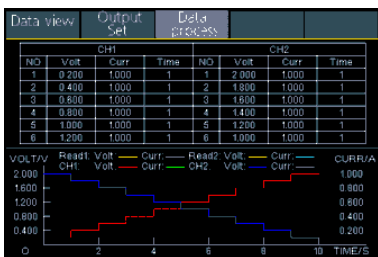 Data view Output Set Data process
CH1 CH2
NO Volt Curr Time NO Volt Curr Time
1 0.200 1.000 1 1 2.000 1.000 1
2 0.400 1.000 1 2 1.800 1.000 1
3 0.600 1.000 1 3 1.600 1.000 1
4 0.800 1.000 1 4 1.400 1.000 1
5 1.000 1.000 1 5 1.200 1.000 1
6 1.200 1.000 1 6 1.000 1.000 1
VOLT/V Read1: Volt: Curr: Read2: Volt: Curr: CURR/A
CH1: Volt: Curr: CH2: Volt: Curr:
2.000 1.000
1.600 0.800
1.200 0.600
0.800 0.400
0.400 0.200
0 2 4 6 8 10 TIME/S